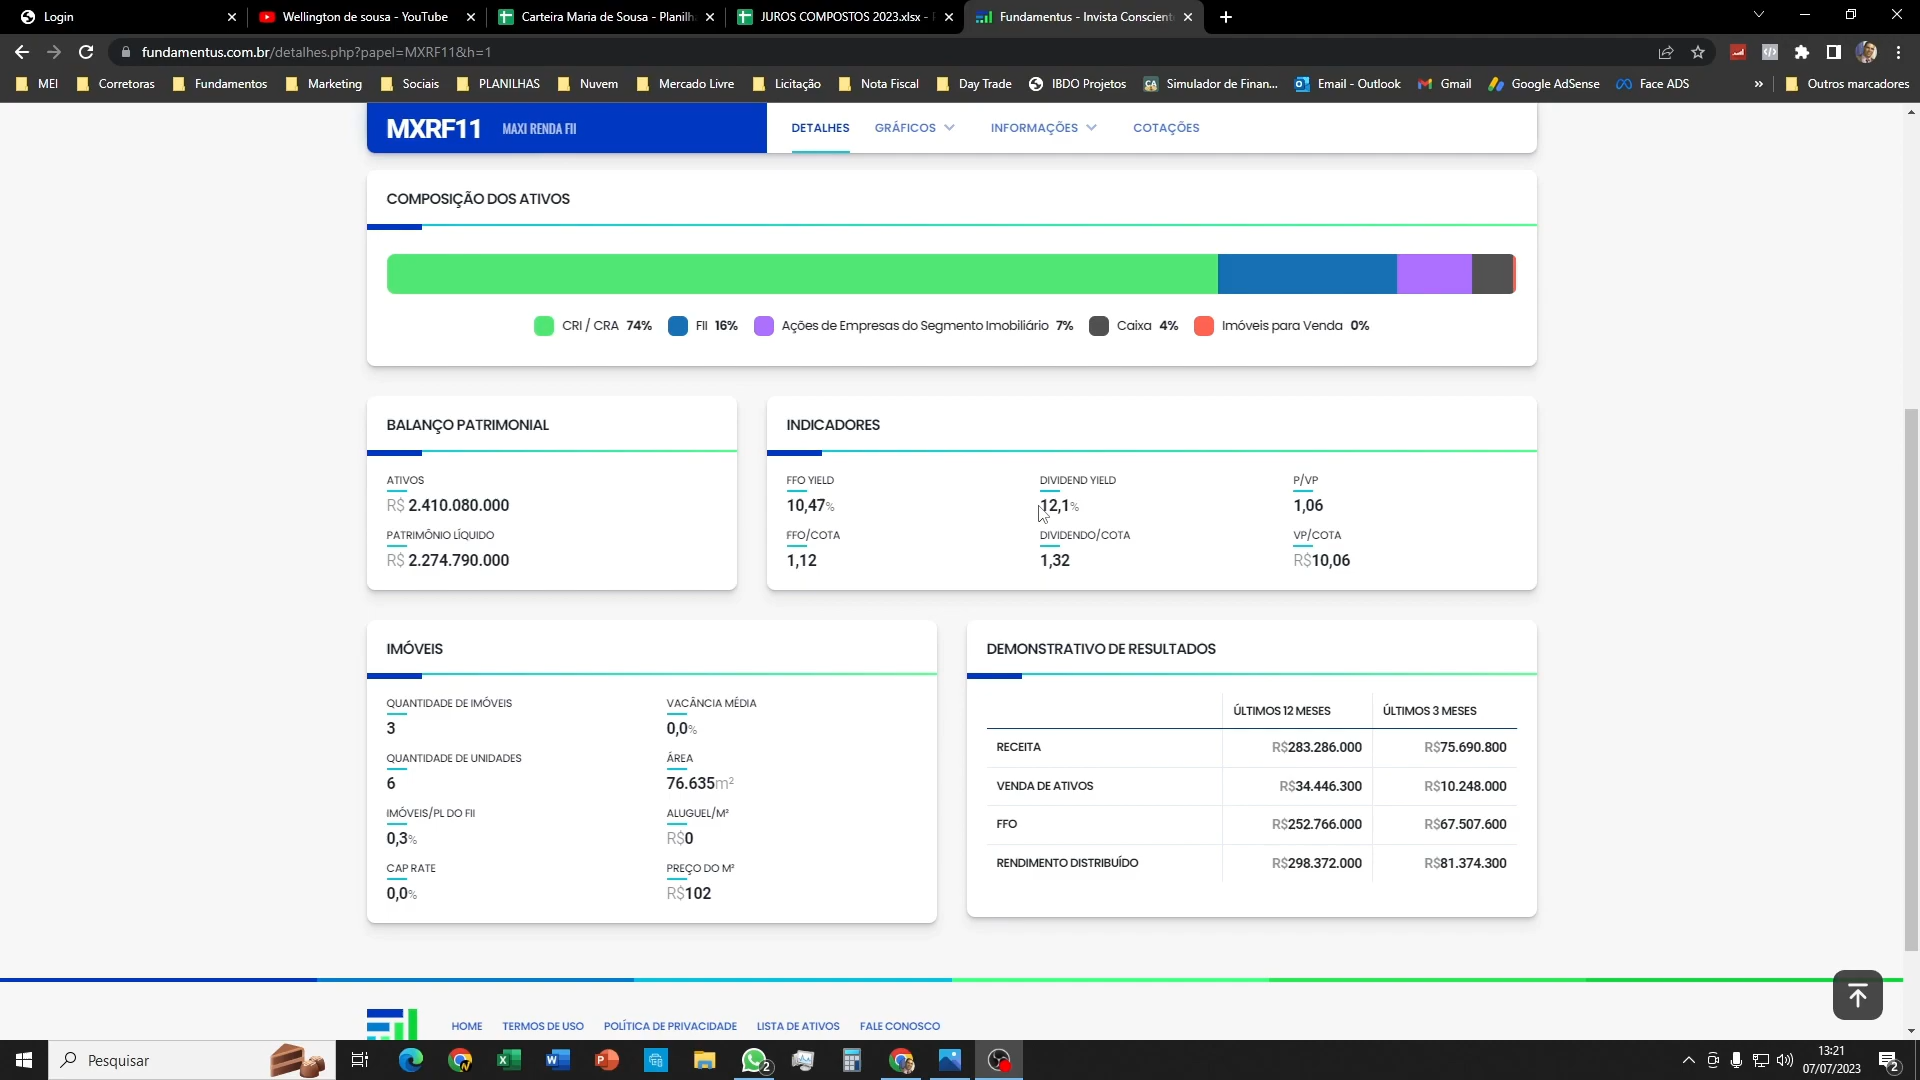 Login
Wellington de sousa - YouTube
Carteira Maria de Sousa - Planilh
JUROS COMPOSTOS 2023.xlsx -
Fundamentus - Invista Conscient
fundamentus.com.br/detalhes.php?papel=MXRF11&h=1
MEI
Corretoras
Fundamentos
Marketing
Sociais
PLANILHAS
Nuvem
Mercado Livre
Licitação
Nota Fiscal
Day Trade
IBDO Projetos
Simulador de Finan...
Email - Outlook
Gmail
Google AdSense
Face ADS
»
Outros marcadores
MXRF11 MAXI RENDA FII
DETALHES
GRÁFICOS
INFORMAÇÕES
COTAÇÕES
COMPOSIÇÃO DOS ATIVOS
CRI / CRA 74%
FII 16%
Ações de Empresas do Segmento Imobiliário 7%
Caixa 4%
Imóveis para Venda 0%
BALANÇO PATRIMONIAL
ATIVOS
R$ 2.410.080.000
PATRIMÔNIO LÍQUIDO
R$ 2.274.790.000
INDICADORES
FFO YIELD
10,47%
FFO/COTA
1,12
DIVIDEND YIELD
12,1%
DIVIDENDO/COTA
1,32
P/VP
1,06
VP/COTA
R$10,06
IMÓVEIS
QUANTIDADE DE IMÓVEIS
3
QUANTIDADE DE UNIDADES
6
IMÓVEIS/PL DO FII
0,3%
CAP RATE
0,0%
VACÂNCIA MÉDIA
0,0%
ÁREA
76.635m²
ALUGUEL/M²
R$0
PREÇO DO M²
R$102
DEMONSTRATIVO DE RESULTADOS
ÚLTIMOS 12 MESES
ÚLTIMOS 3 MESES
RECEITA R$283.286.000 R$75.690.800
VENDA DE ATIVOS R$34.446.300 R$10.248.000
FFO R$252.766.000 R$67.507.600
RENDIMENTO DISTRIBUÍDO R$298.372.000 R$81.374.300
HOME
TERMOS DE USO
POLÍTICA DE PRIVACIDADE
LISTA DE ATIVOS
FALE CONOSCO
Pesquisar
2
13:21
07/07/2023
2